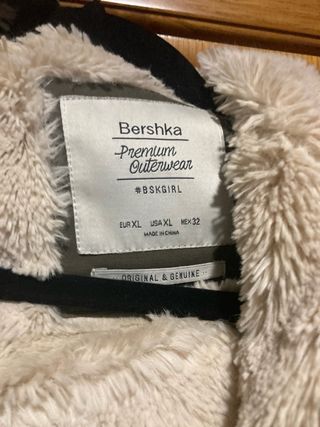 Bershka
Premium
Outerwear
#BSKGIRL
EUR XL USA XL MEX 32
MADE IN CHINA
ORIGINAL & GENUINE